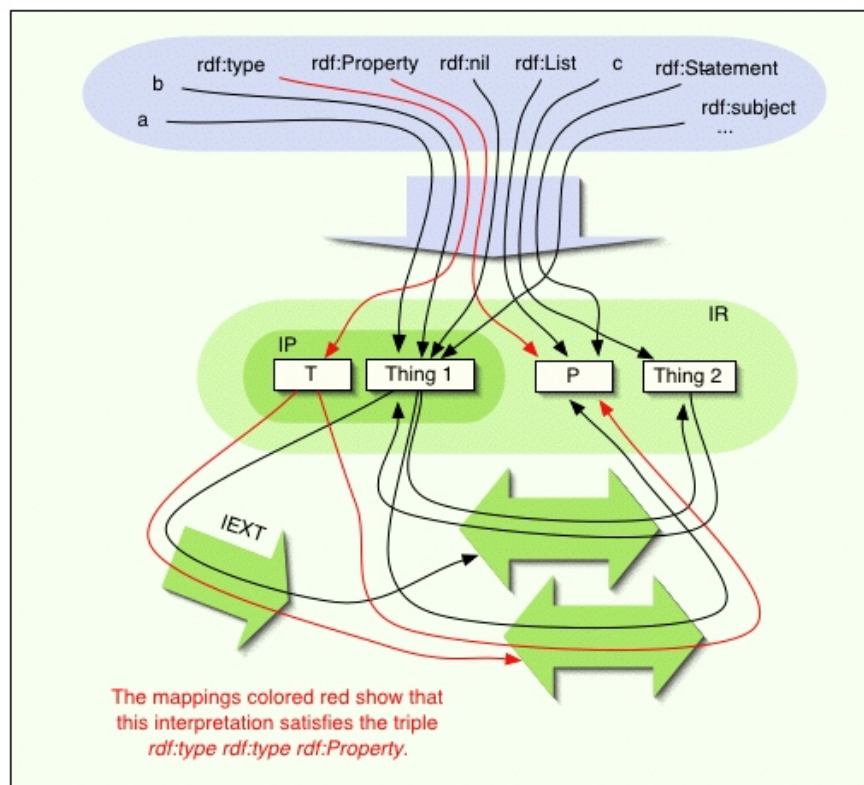 rdf:type rdf:Property rdf:nil rdf:List c rdf:Statement
b
rdf:subject
a
...
IR
IP
T Thing 1 P Thing 2
IEXT
The mappings colored red show that
this interpretation satisfies the triple
rdf:type rdf:type rdf:Property.